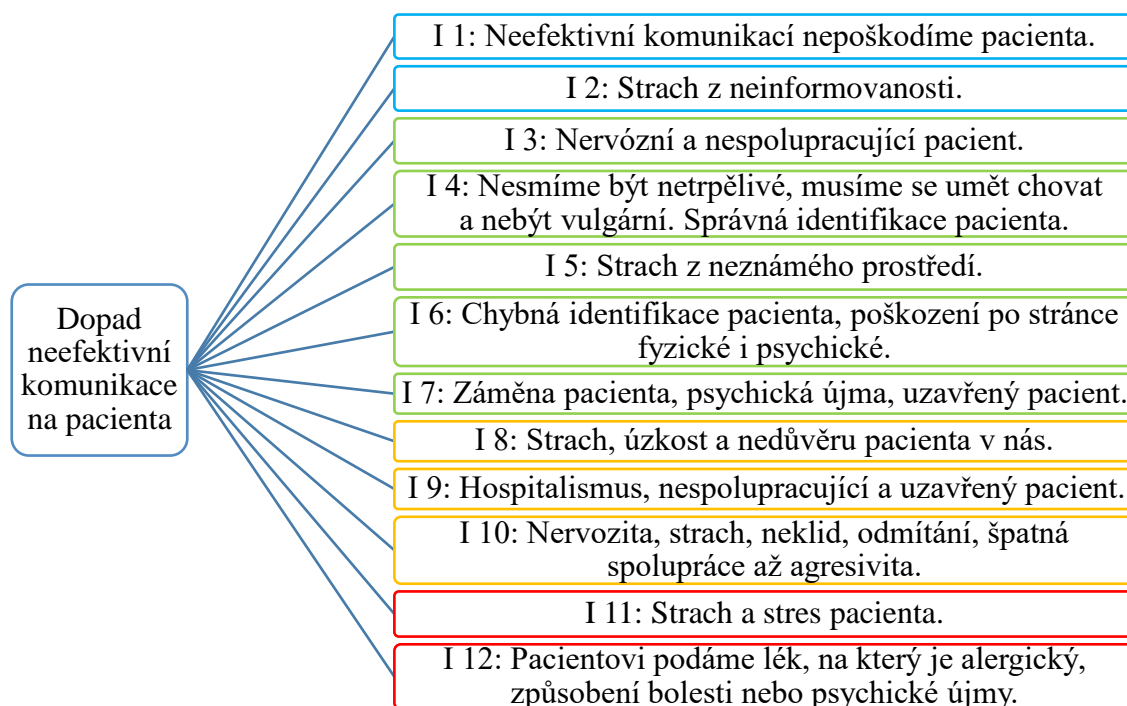 Dopad
neefektivní
komunikace
na pacienta
I 1: Neefektivní komunikací nepoškodíme pacienta.
I 2: Strach z neinformovanosti.
I 3: Nervózní a nespolupracující pacient.
I 4: Nesmíme být netrpělivé, musíme se umět chovat
a nebýt vulgární. Správná identifikace pacienta.
I 5: Strach z neznámého prostředí.
I 6: Chybná identifikace pacienta, poškození po stránce
fyzické i psychické.
I 7: Záměna pacienta, psychická újma, uzavřený pacient.
I 8: Strach, úzkost a nedůvěru pacienta v nás.
I 9: Hospitalismus, nespolupracující a uzavřený pacient.
I 10: Nervozita, strach, neklid, odmítání, špatná
spolupráce až agresivita.
I 11: Strach a stres pacienta.
I 12: Pacientovi podáme lék, na který je alergický,
způsobení bolesti nebo psychické újmy.